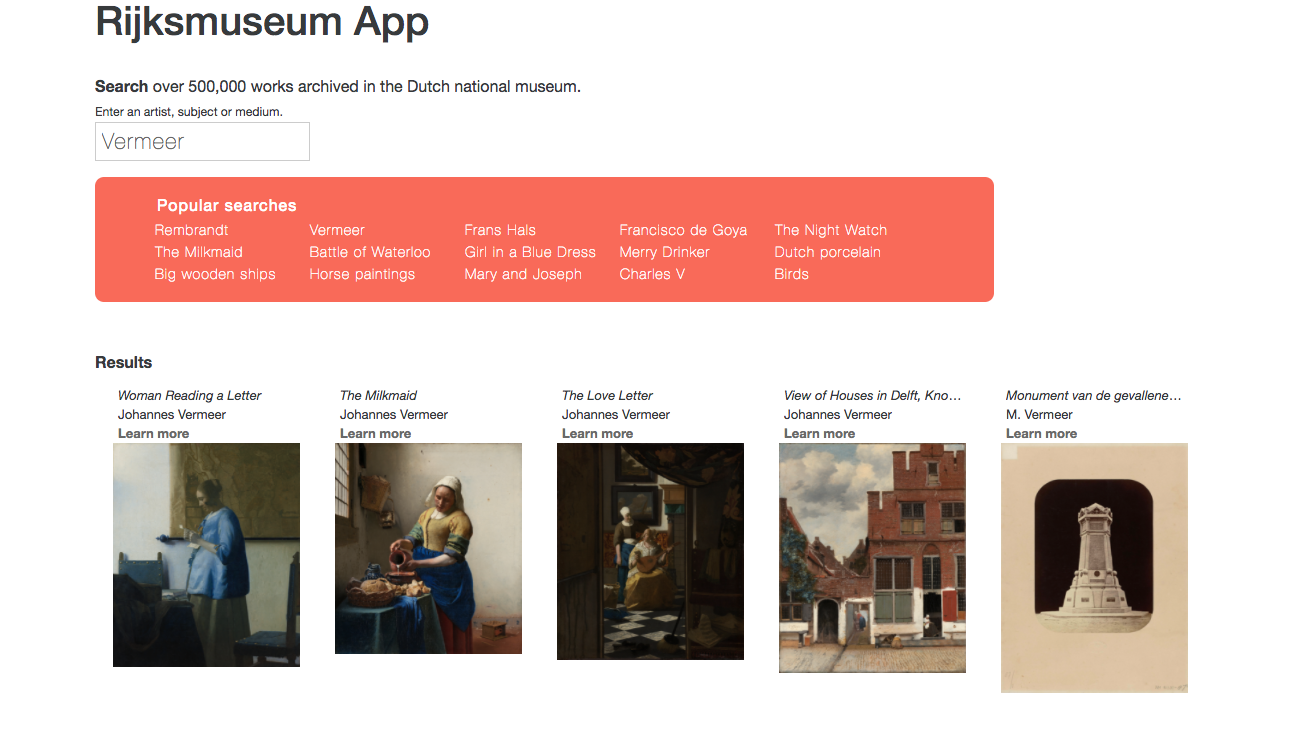 Rijksmuseum App
Search over 500,000 works archived in the Dutch national museum.
Enter an artist, subject or medium.
Vermeer
Popular searches
Rembrandt Vermeer Frans Hals Francisco de Goya The Night Watch
The Milkmaid Battle of Waterloo Girl in a Blue Dress Merry Drinker Dutch porcelain
Big wooden ships Horse paintings Mary and Joseph Charles V Birds
Results
Woman Reading a Letter The Milkmaid The Love Letter View of Houses in Delft, Kno… Monument van de gevallene…
Johannes Vermeer Johannes Vermeer Johannes Vermeer Johannes Vermeer M. Vermeer
Learn more Learn more Learn more Learn more Learn more